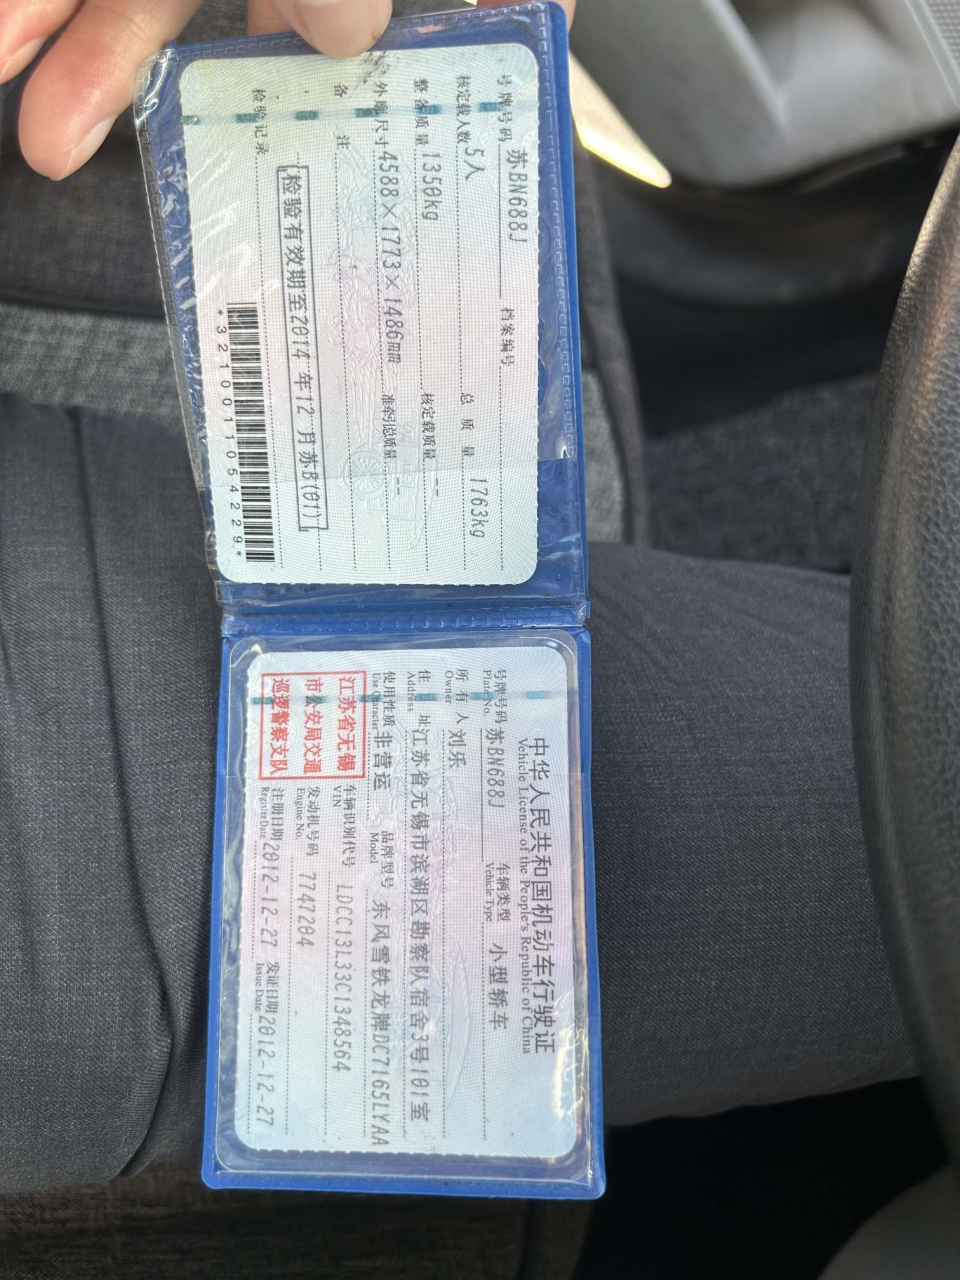 中华人民共和国机动车行驶证
Vehicle License of the People's Republic of China
号牌号码 苏BN688J 车辆类型 小型轿车
Plate No. Vehicle Type
所有人 刘乐
Owner
住址 江苏省无锡市滨湖区勘察队宿舍3号101室
Address
使用性质 非营运 品牌型号 东风雪铁龙牌DC7165LYAA
Use Character Model
江苏省无锡
市公安局交通
巡逻警察支队
车辆识别代号 LDCC13L33C1348564
VIN
发动机号码 7747204
Engine No.
注册日期 2012-12-27 发证日期 2012-12-27
Register Date Issue Date
号牌号码 苏BN688J 档案编号
核定载人数 5人 总质量 1763kg
整备质量 1350kg 核定载质量 --
外廓尺寸 4588×1773×1486mm 准牵引总质量 --
备注
检验记录 检验有效期至2014年12月苏B(01)
*3210011054229*